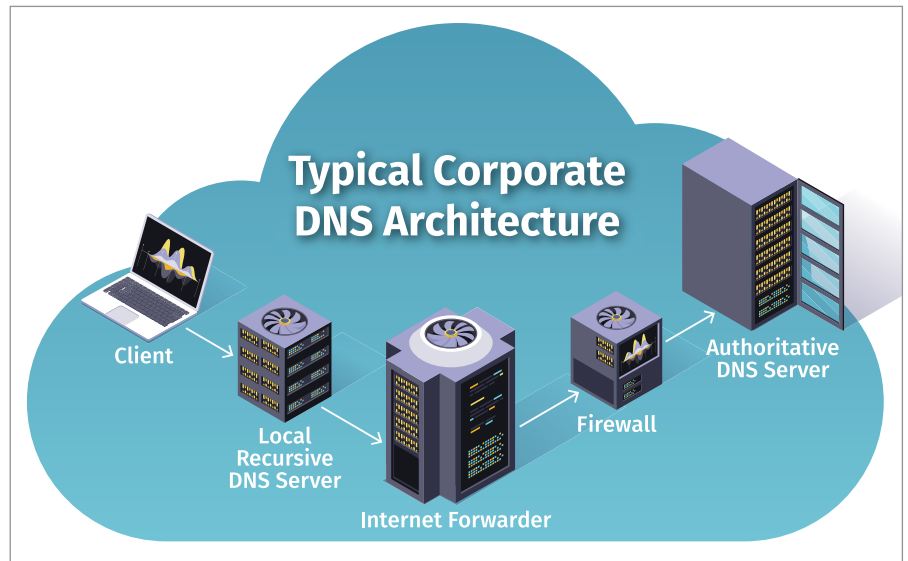 Typical Corporate
DNS Architecture
Client
Local
Recursive
DNS Server
Internet Forwarder
Firewall
Authoritative
DNS Server